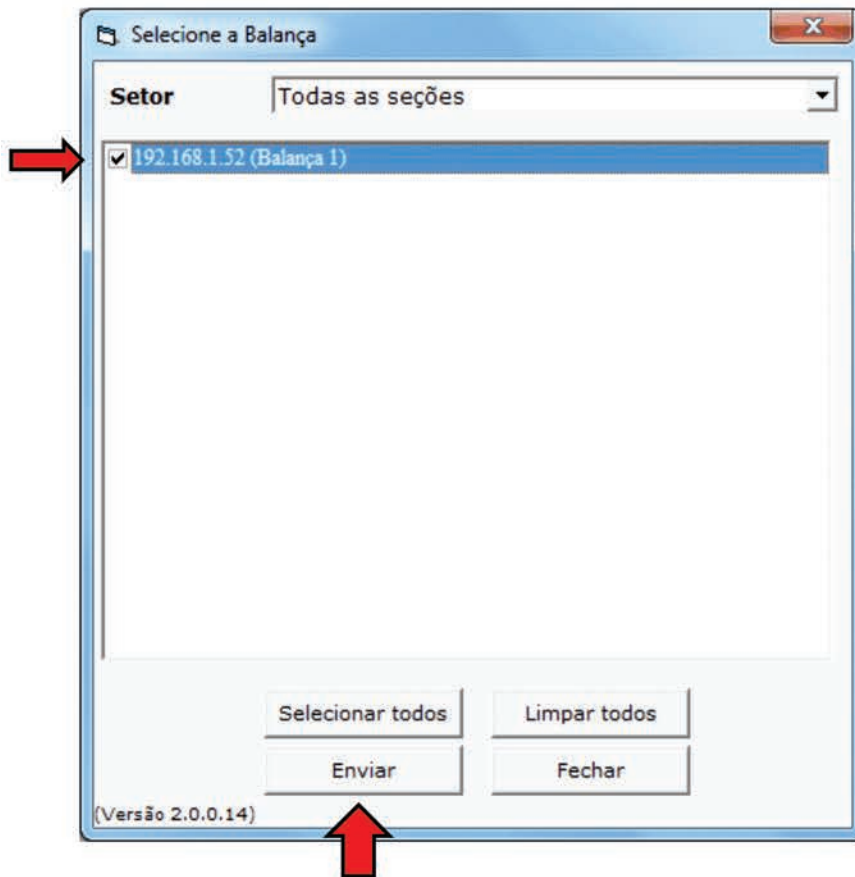 Selecione a Balança
Setor Todas as seções
192.168.1.52 (Balança 1)
Selecionar todos Limpar todos
Enviar Fechar
(Versão 2.0.0.14)